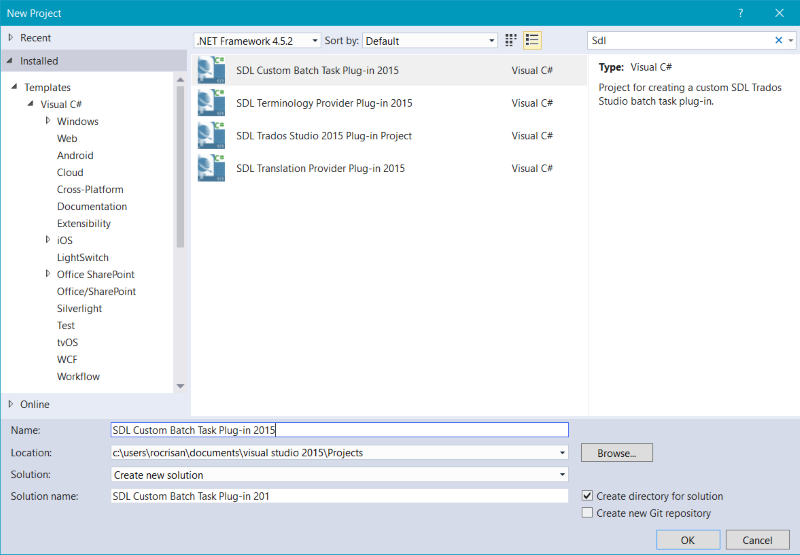 New Project
? ×
Recent
.NET Framework 4.5.2 Sort by: Default
Sdl
Installed
Templates
Visual C#
Windows
Web
Android
Cloud
Cross-Platform
Documentation
Extensibility
iOS
LightSwitch
Office SharePoint
Office/SharePoint
Silverlight
Test
tvOS
WCF
Workflow
Online
SDL Custom Batch Task Plug-in 2015 Visual C#
SDL Terminology Provider Plug-in 2015 Visual C#
SDL Trados Studio 2015 Plug-in Project Visual C#
SDL Translation Provider Plug-in 2015 Visual C#
Type: Visual C#
Project for creating a custom SDL Trados
Studio batch task plug-in.
Name: SDL Custom Batch Task Plug-in 2015
Location: c:\users\rocrisan\documents\visual studio 2015\Projects
Browse...
Solution: Create new solution
Solution name: SDL Custom Batch Task Plug-in 201
Create directory for solution
Create new Git repository
OK Cancel